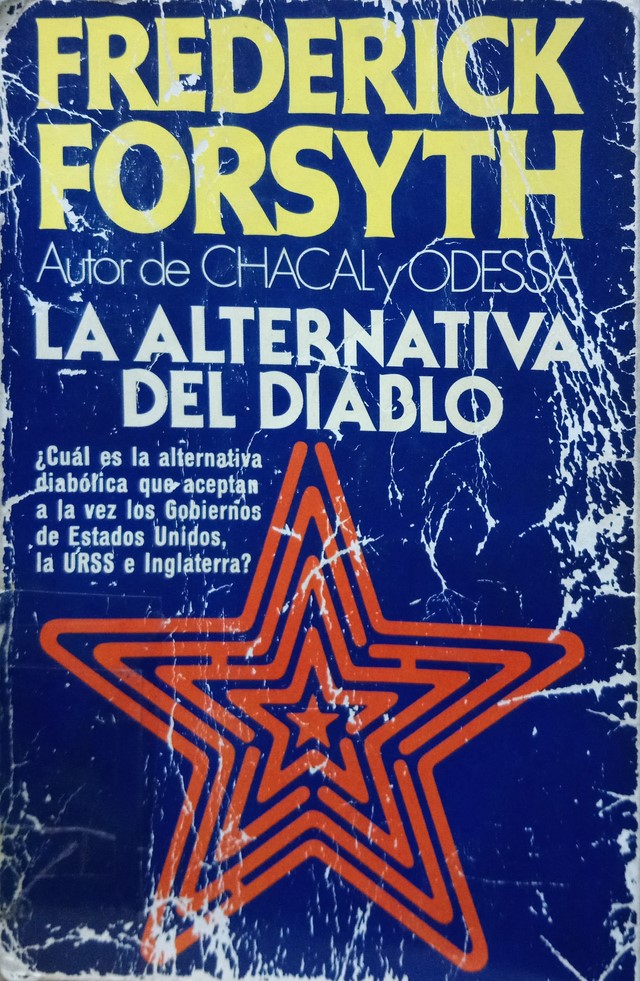 FREDERICK
FORSYTH
Autor de CHACAL y ODESSA
LA ALTERNATIVA
DEL DIABLO
¿Cuál es la alternativa
diabólica que aceptan
a la vez los Gobiernos
de Estados Unidos,
la URSS e Inglaterra?